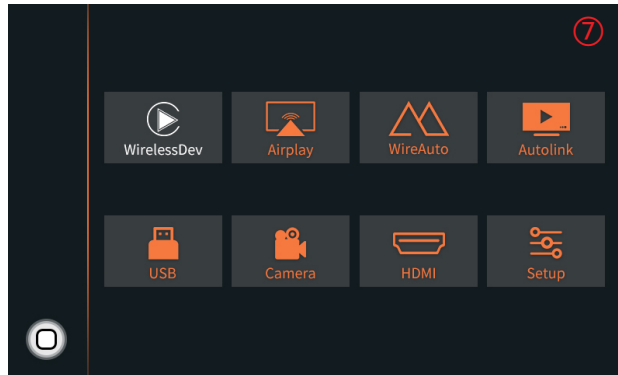 ⑦
WirelessDev
Airplay
WireAuto
Autolink
USB
Camera
HDMI
Setup